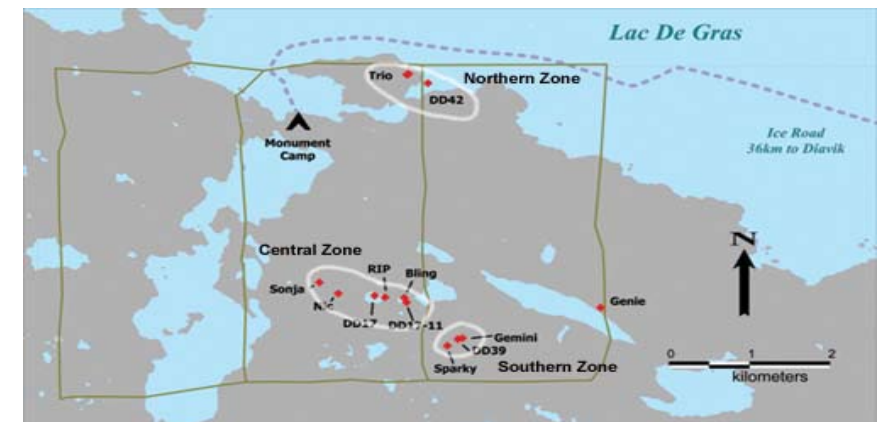 Lac De Gras
Trio
Northern Zone
DD42
Ice Road
36km to Diavik
Monument
Camp
N
Central Zone
RIP
Bling
Sonja
Nic
DD17
DD17-11
Genie
Gemini
DD39
Sparky
Southern Zone
0 1 2
kilometers